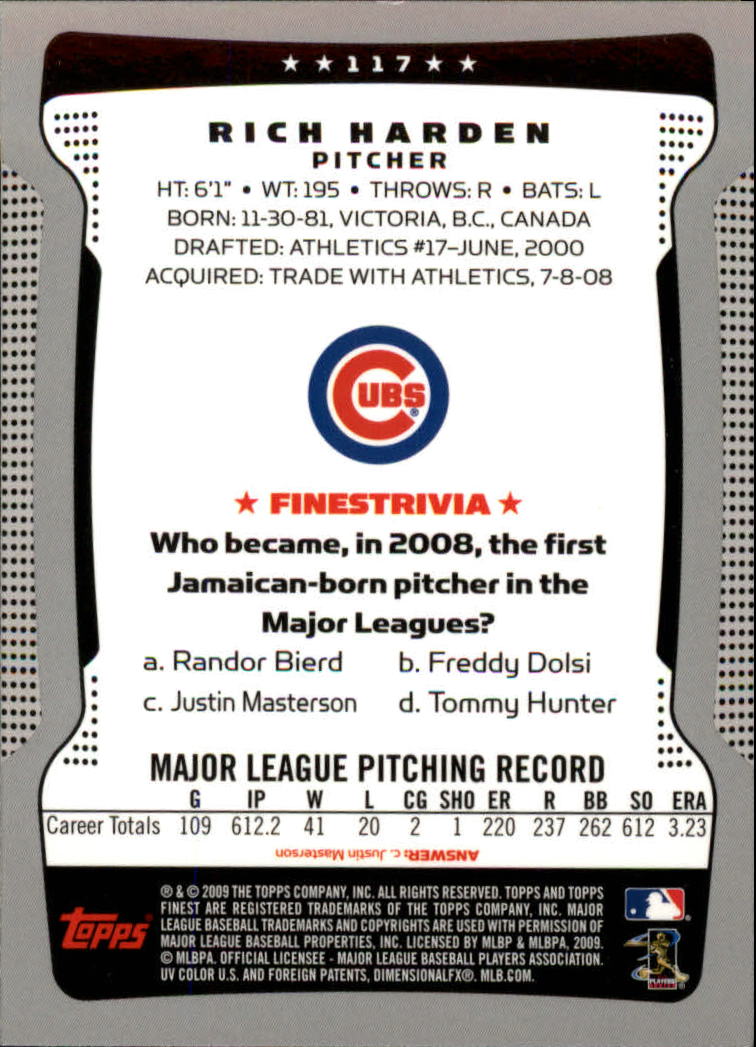 ★ ★ 117 ★ ★
RICH HARDEN
PITCHER
HT: 6'1" • WT: 195 • THROWS: R • BATS: L
BORN: 11-30-81, VICTORIA, B.C., CANADA
DRAFTED: ATHLETICS #17–JUNE, 2000
ACQUIRED: TRADE WITH ATHLETICS, 7-8-08
CUBS®
★ FINESTRIVIA ★
Who became, in 2008, the first
Jamaican-born pitcher in the
Major Leagues?
a. Randor Bierd b. Freddy Dolsi
c. Justin Masterson d. Tommy Hunter
MAJOR LEAGUE PITCHING RECORD
G IP W L CG SHO ER R BB SO ERA
Career Totals 109 612.2 41 20 2 1 220 237 262 612 3.23
ANSWER: c. Justin Masterson
Topps®
® & © 2009 THE TOPPS COMPANY, INC. ALL RIGHTS RESERVED. TOPPS AND TOPPS
FINEST ARE REGISTERED TRADEMARKS OF THE TOPPS COMPANY, INC. MAJOR
LEAGUE BASEBALL TRADEMARKS AND COPYRIGHTS ARE USED WITH PERMISSION OF
MAJOR LEAGUE BASEBALL PROPERTIES, INC. LICENSED BY MLBP & MLBPA, 2009.
© MLBPA. OFFICIAL LICENSEE - MAJOR LEAGUE BASEBALL PLAYERS ASSOCIATION.
UV COLOR U.S. AND FOREIGN PATENTS, DIMENSIONALFX®. MLB.COM.
PLAYERS